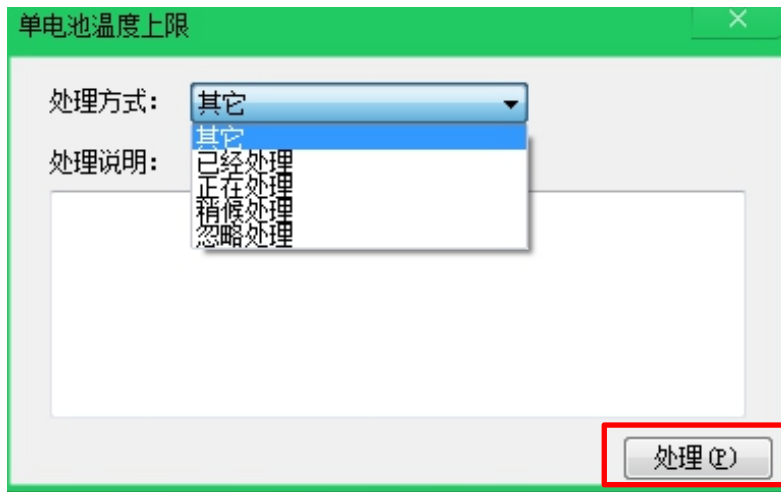 单电池温度上限
处理方式： 其它
其它
处理说明： 已经处理
正在处理
稍候处理
忽略处理
处理(P)